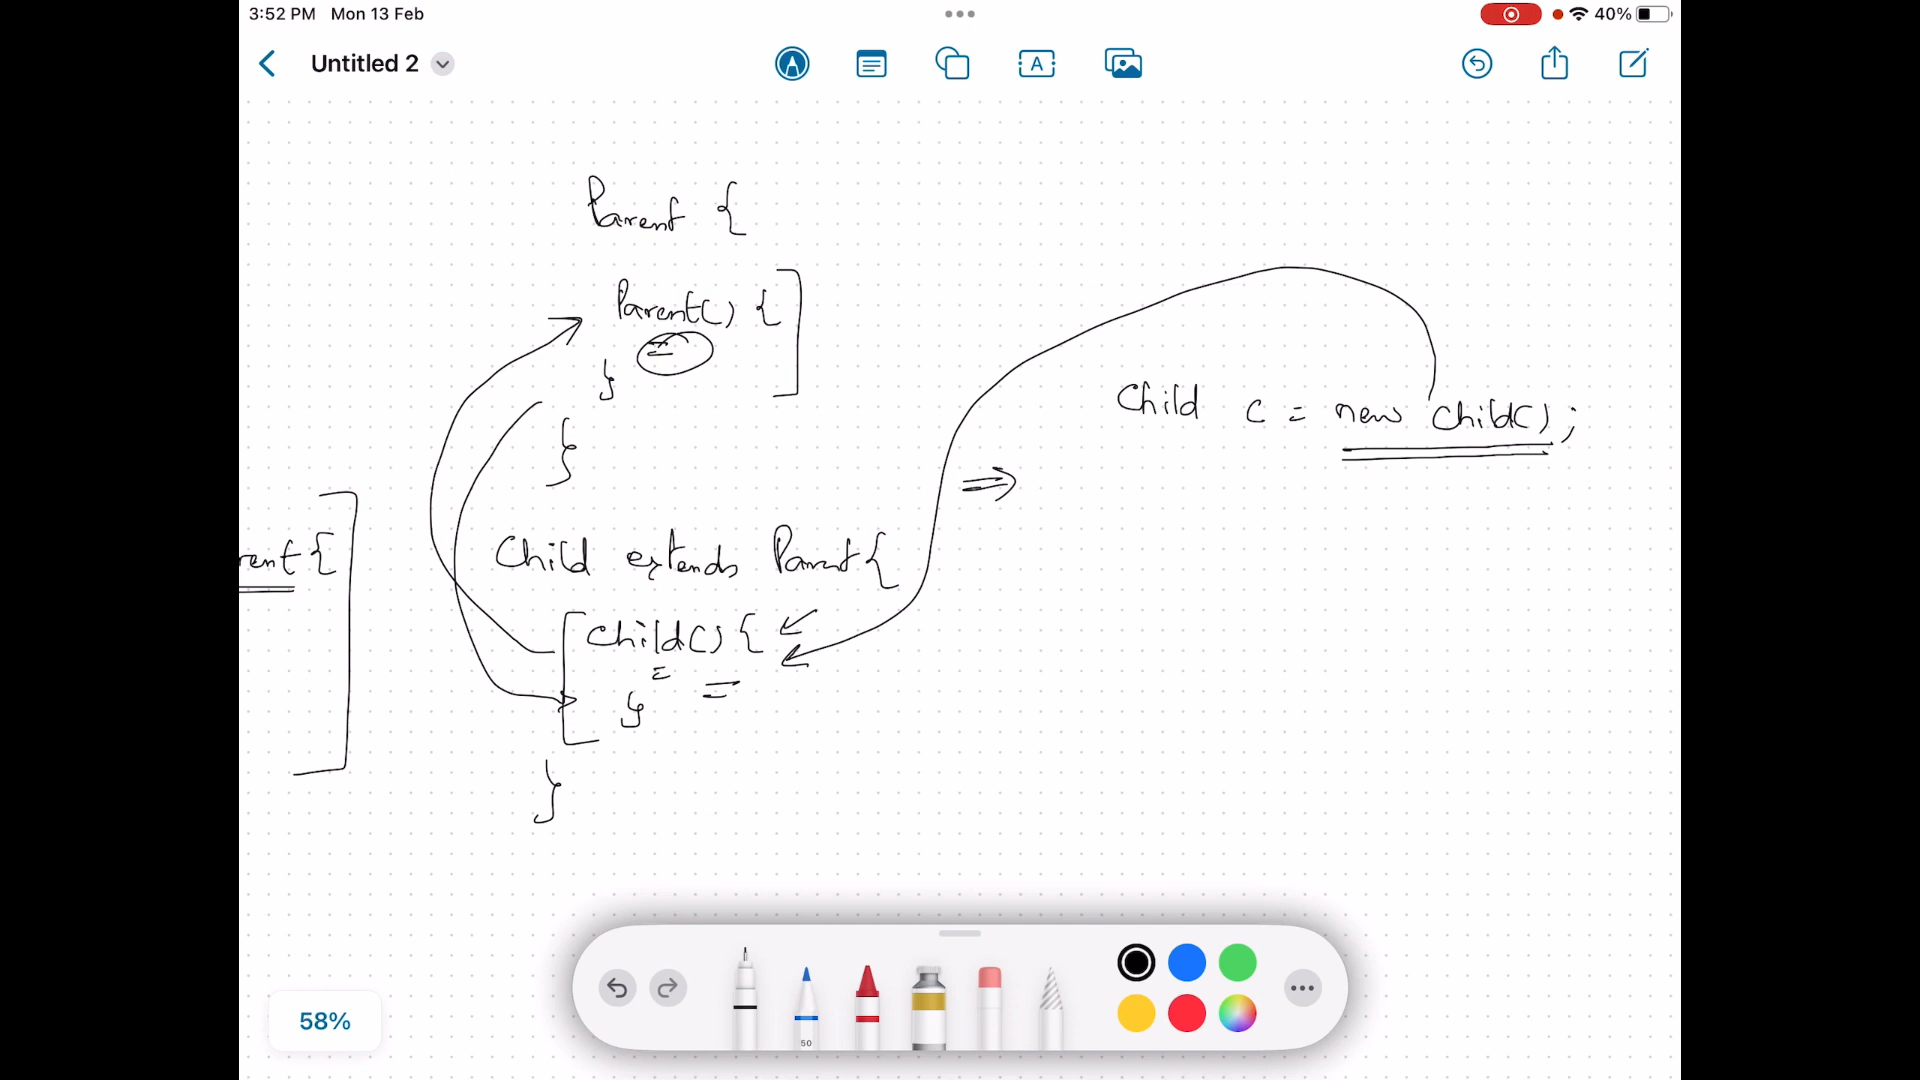 3:52 PM Mon 13 Feb
40%
Untitled 2
A
Parent {
Parent() {
}
}
Child c = new Child();
rent {
Child extends Parent {
Child() {
}
}
50
58%